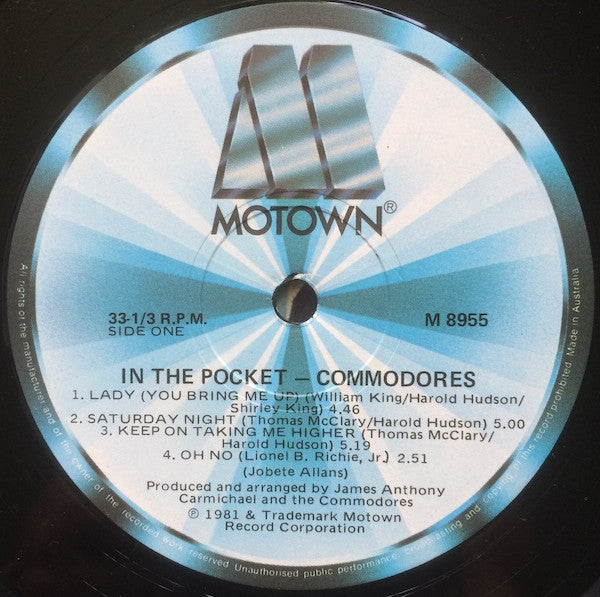 MOTOWN®
33-1/3 R.P.M.
M 8955
SIDE ONE
IN THE POCKET — COMMODORES
1. LADY (YOU BRING ME UP) (William King/Harold Hudson/
Shirley King) 4.46
2. SATURDAY NIGHT (Thomas McClary/Harold Hudson) 5.00
3. KEEP ON TAKING ME HIGHER (Thomas McClary/
Harold Hudson) 5.19
4. OH NO (Lionel B. Richie, Jr.) 2.51
(Jobete Allans)
Produced and arranged by James Anthony
Carmichael and the Commodores
℗ 1981 & Trademark Motown
Record Corporation
All rights of the manufacturer and of the owner of the recorded work reserved Unauthorised public performance, broadcasting and copying of this record prohibited. Made in Australia